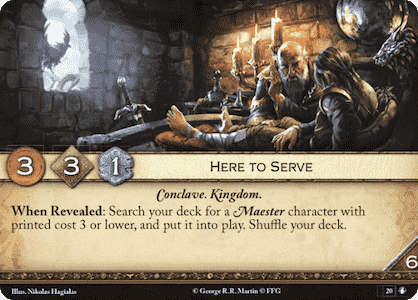 3 3 1 Here to Serve
Conclave. Kingdom.
When Revealed: Search your deck for a Maester character with
printed cost 3 or lower, and put it into play. Shuffle your deck.
6
Illus. Nikolas Hagialas © George R.R. Martin © FFG 20